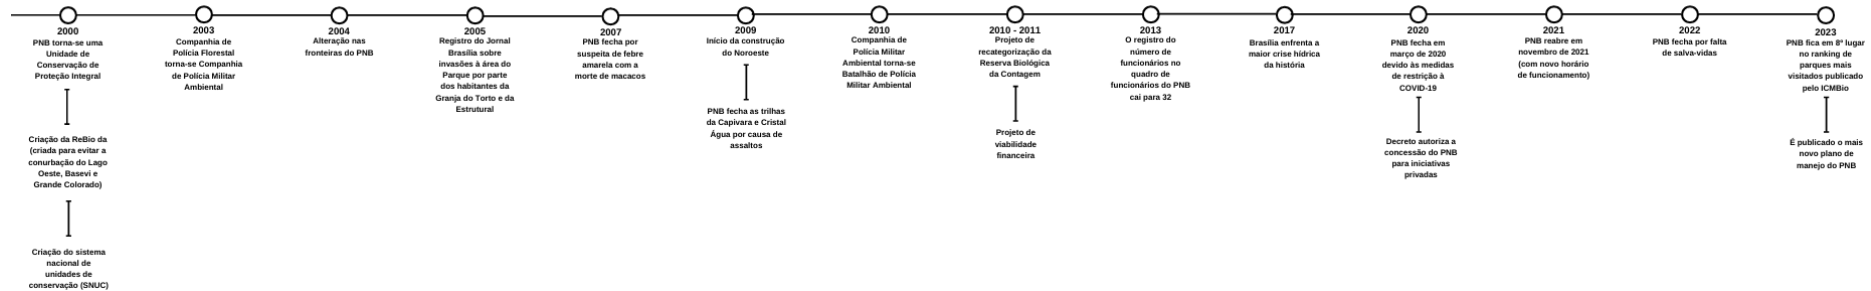 2000
PNB torna-se uma
Unidade de
Conservação de
Proteção Integral
Criação da ReBio da
(criada para evitar a
conurbação do Lago
Oeste, Basevi e
Grande Colorado)
Criação do sistema
nacional de
unidades de
conservação (SNUC)
2003
Companhia de
Polícia Florestal
torna-se Companhia
de Polícia Militar
Ambiental
2004
Alteração nas
fronteiras do PNB
2005
Registro do Jornal
Brasília sobre
invasões à área do
Parque por parte
dos habitantes da
Granja do Torto e da
Estrutural
2007
PNB fecha por
suspeita de febre
amarela com a
morte de macacos
2009
Início da construção
do Noroeste
PNB fecha as trilhas
da Capivara e Cristal
Água por causa de
assaltos
2010
Companhia de
Polícia Militar
Ambiental torna-se
Batalhão de Polícia
Militar Ambiental
2010 - 2011
Projeto de
recategorização da
Reserva Biológica
da Contagem
Projeto de
viabilidade
financeira
2013
O registro do
número de
funcionários no
quadro de
funcionários do PNB
cai para 32
2017
Brasília enfrenta a
maior crise hídrica
da história
2020
PNB fecha em
março de 2020
devido às medidas
de restrição à
COVID-19
Decreto autoriza a
concessão do PNB
para iniciativas
privadas
2021
PNB reabre em
novembro de 2021
(com novo horário
de funcionamento)
2022
PNB fecha por falta
de salva-vidas
2023
PNB fica em 8º lugar
no ranking de
parques mais
visitados publicado
pelo ICMBio
É publicado o mais
novo plano de
manejo do PNB